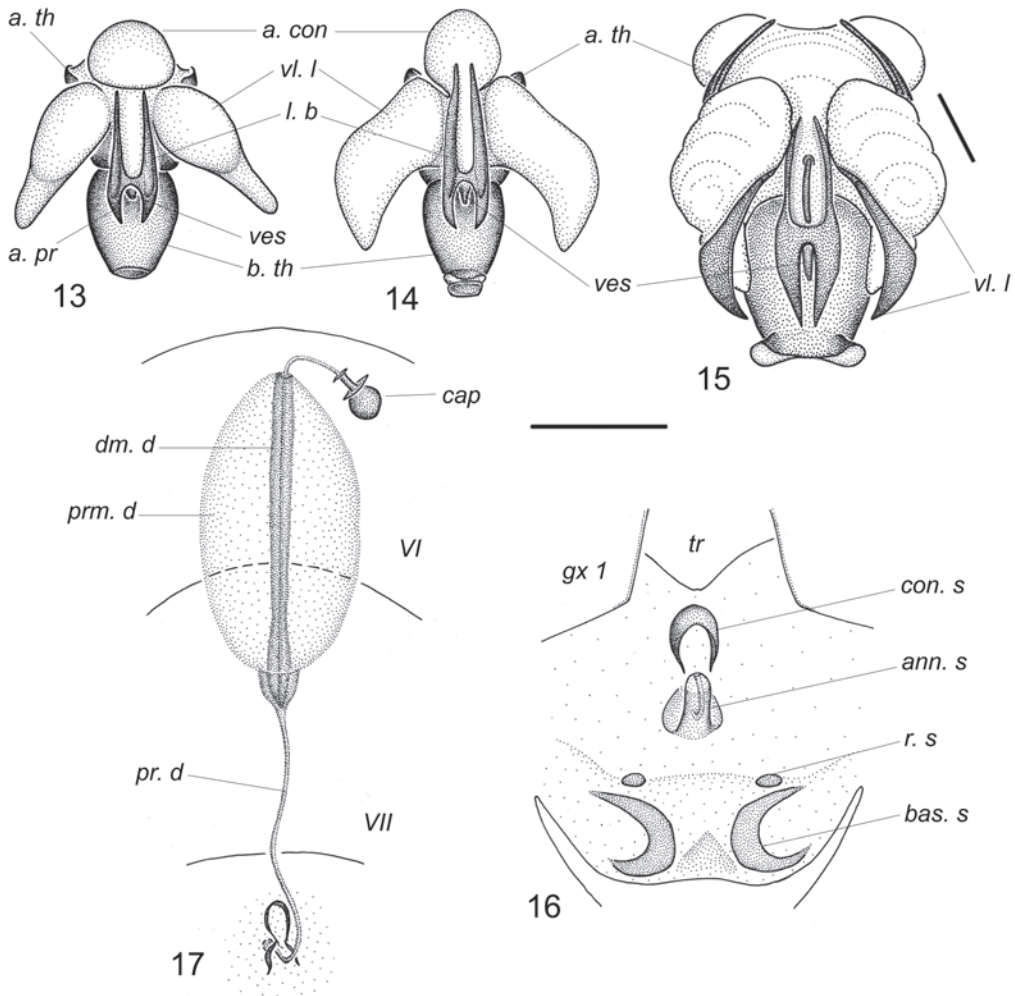 a. th
a. con
a. th
vl. l
l. b
a. pr
ves
b. th
ves
vl. l
13
14
15
cap
dm. d
prm. d
VI
tr
gx 1
con. s
ann. s
r. s
pr. d
VII
bas. s
16
17